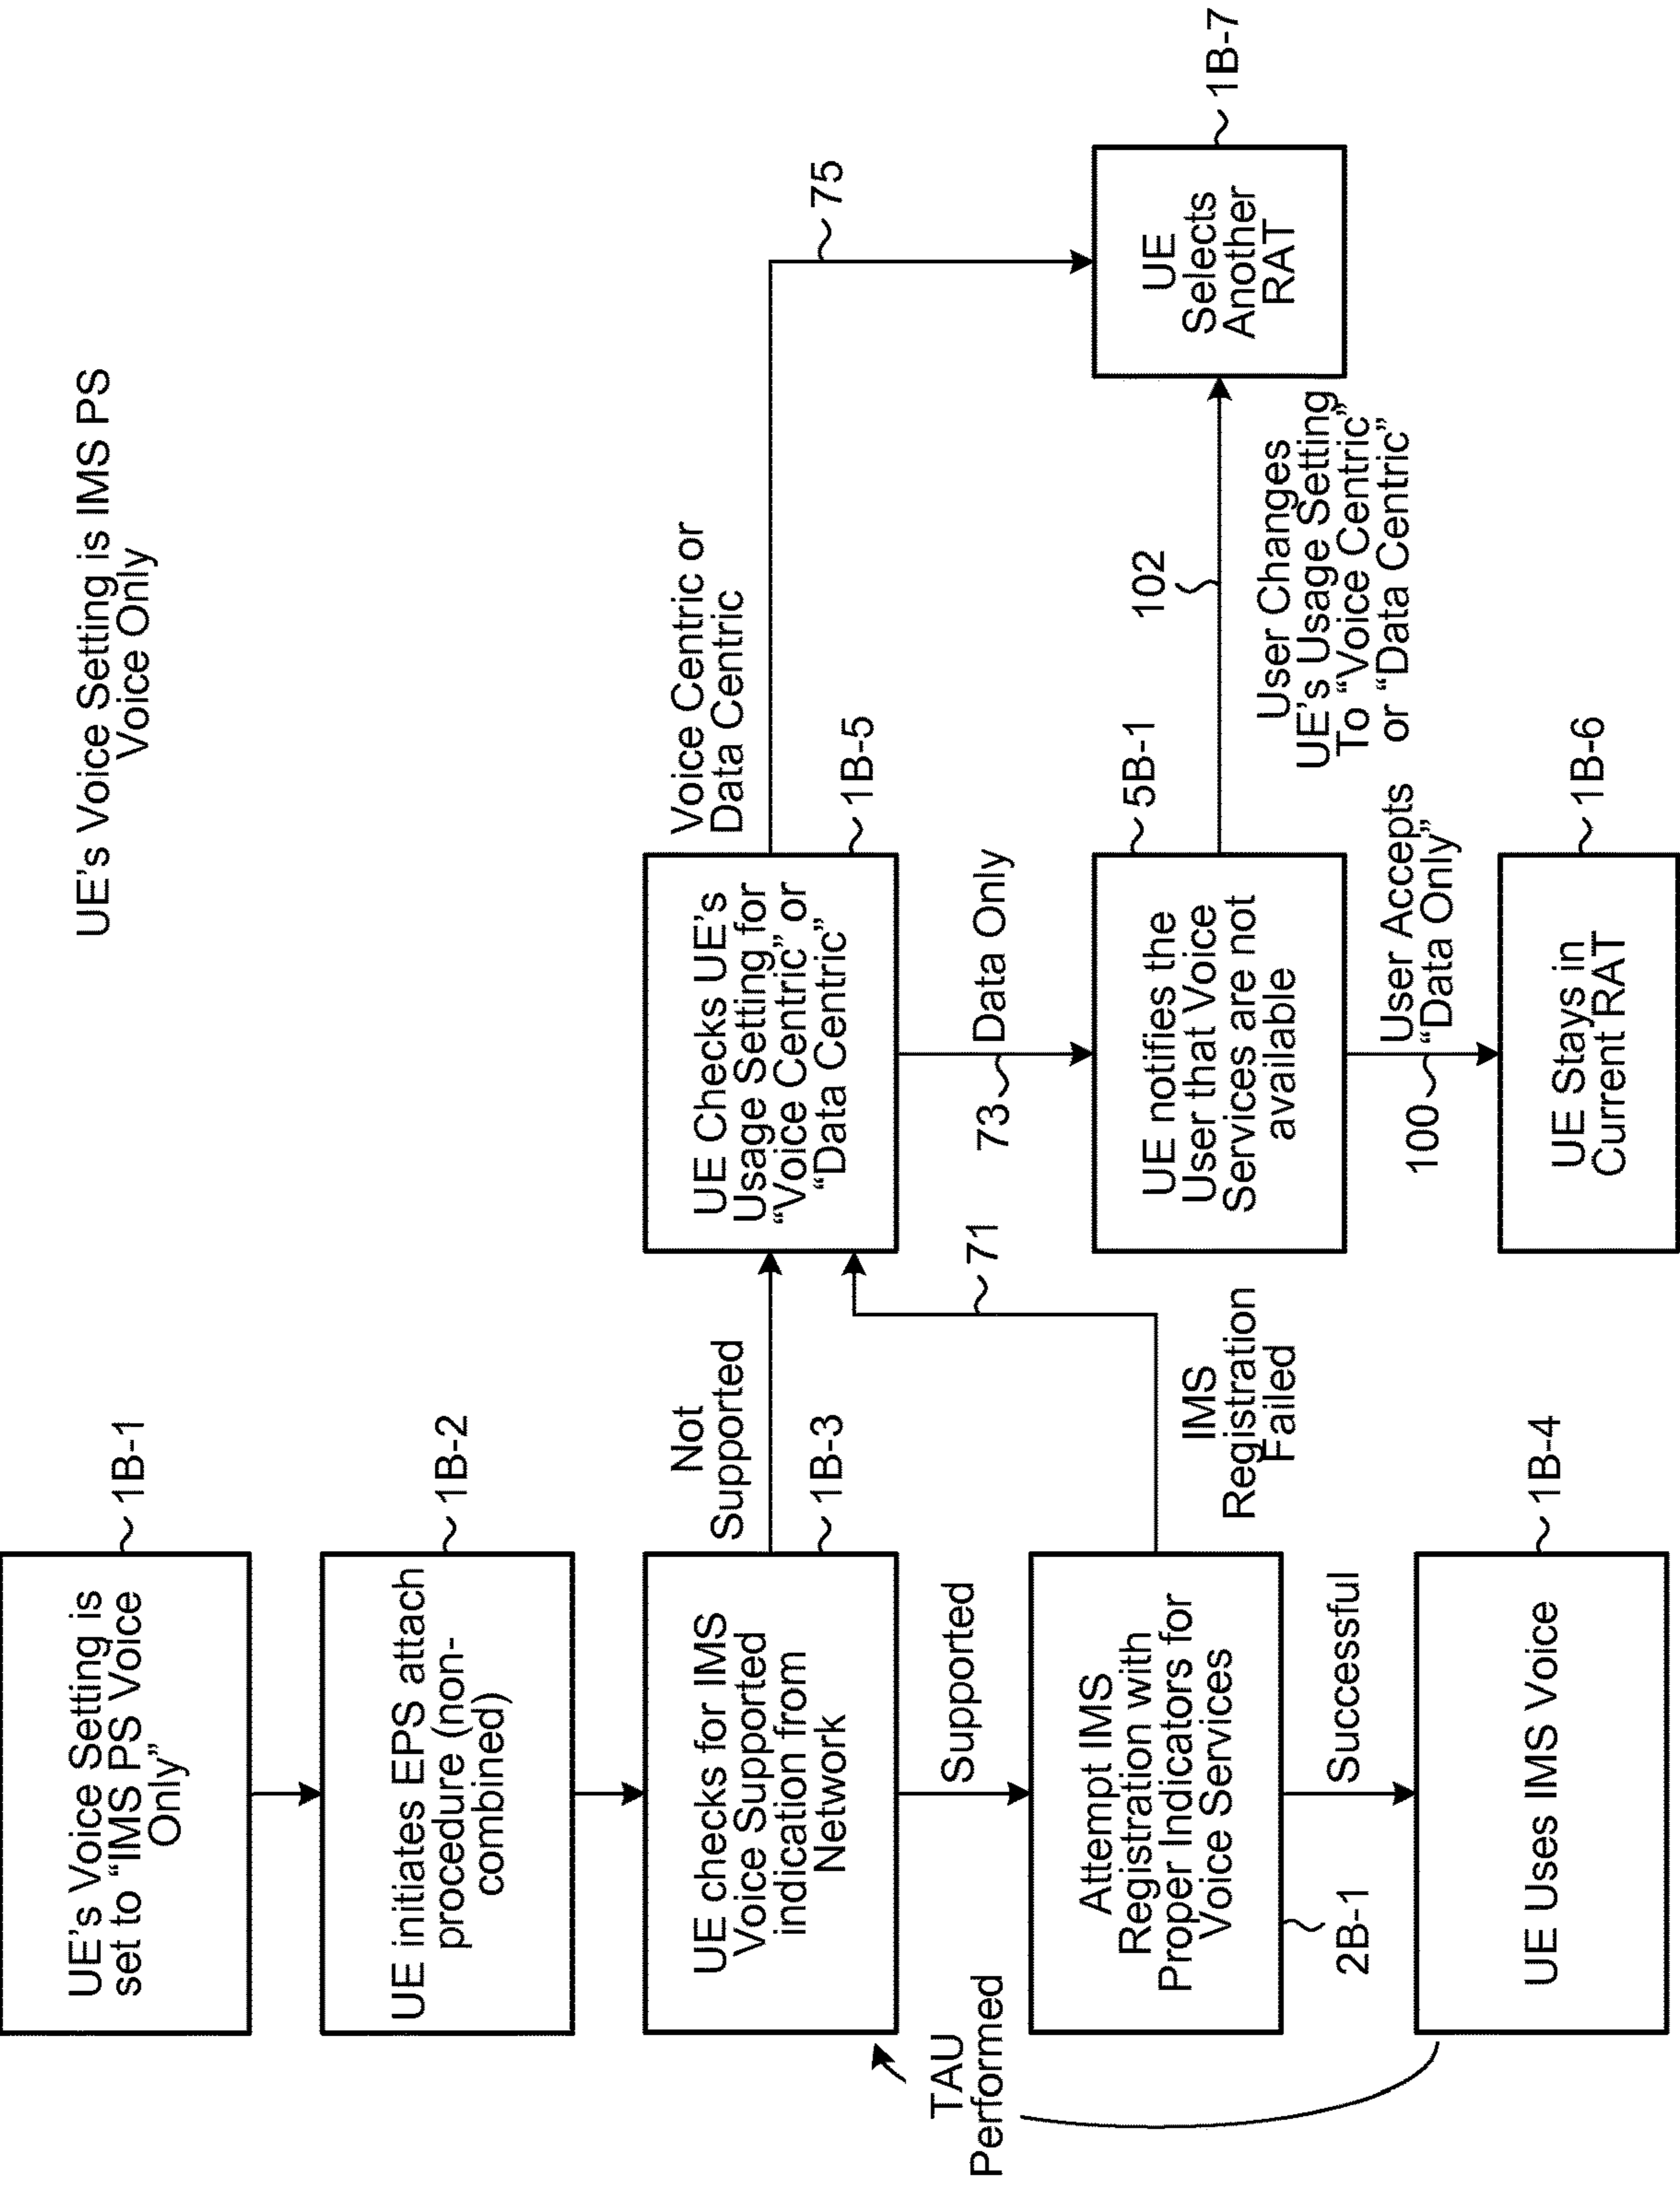 UE's Voice Setting is IMS PS
Voice Only
UE's Voice Setting is
set to “IMS PS Voice
Only”
1B-1
UE initiates EPS attach
procedure (non-
combined)
1B-2
UE checks for IMS
Voice Supported
indication from
Network
1B-3
Not
Supported
UE Checks UE's
Usage Setting for
“Voice Centric” or
“Data Centric”
1B-5
Voice Centric or
Data Centric
75
TAU
Performed
Supported
71
73
Data Only
Attempt IMS
Registration with
Proper Indicators for
Voice Services
2B-1
IMS
Registration
Failed
UE notifies the
User that Voice
Services are not
available
5B-1
102
User Changes
UE's Usage Setting
To “Voice Centric”
or “Data Centric”
UE
Selects
Another
RAT
1B-7
Successful
100
User Accepts
“Data Only”
UE Uses IMS Voice
1B-4
UE Stays in
Current RAT
1B-6